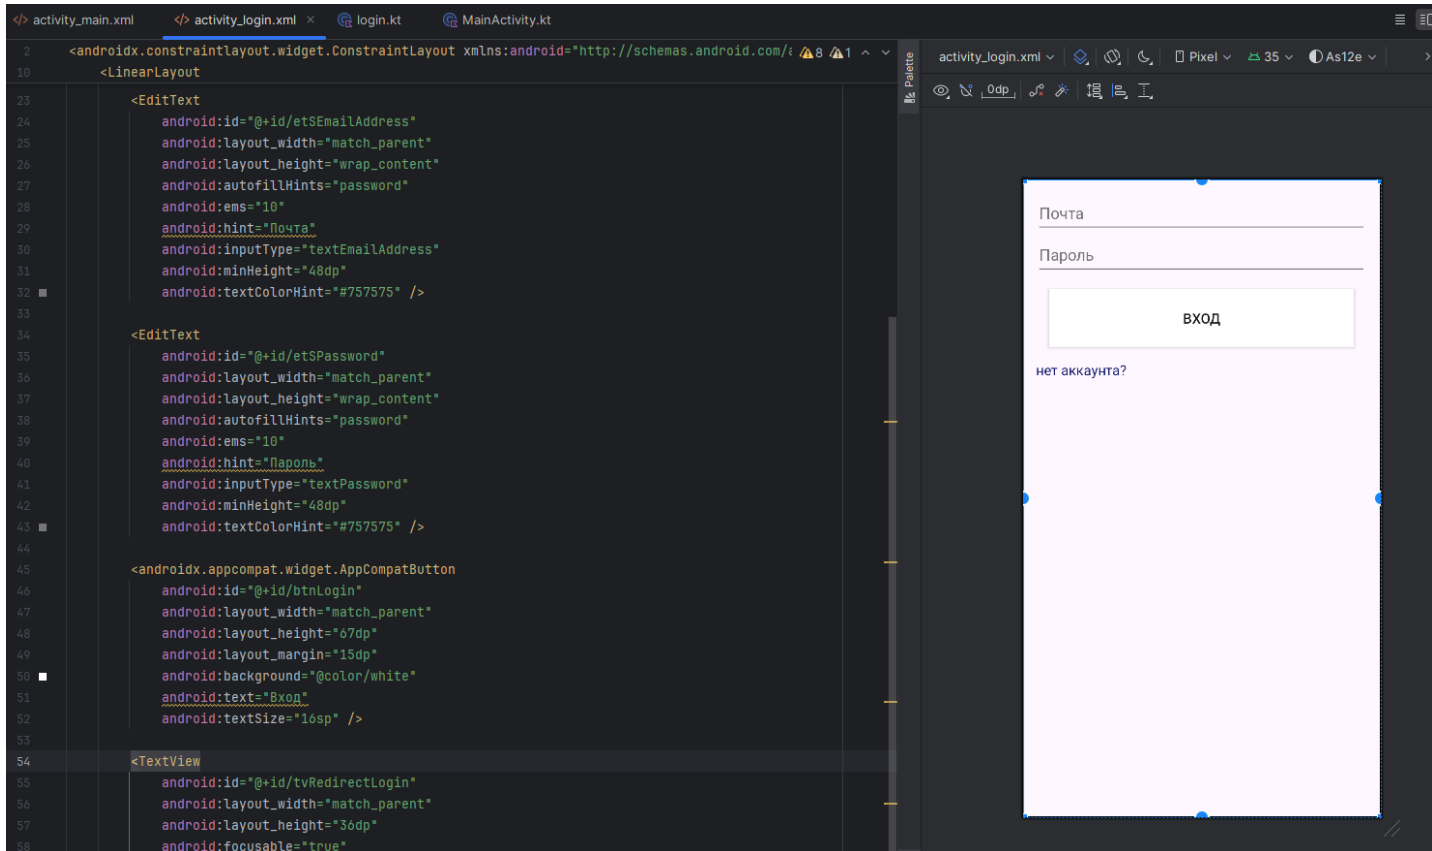 activity_main.xml
activity_login.xml
login.kt
MainActivity.kt
2 <androidx.constraintlayout.widget.ConstraintLayout xmlns:android="http://schemas.android.com/a 8 1
10 <LinearLayout
23 <EditText
24 android:id="@+id/etSEmailAddress"
25 android:layout_width="match_parent"
26 android:layout_height="wrap_content"
27 android:autofillHints="password"
28 android:ems="10"
29 android:hint="Почта"
30 android:inputType="textEmailAddress"
31 android:minHeight="48dp"
32 android:textColorHint="#757575" />
33
34 <EditText
35 android:id="@+id/etSPassword"
36 android:layout_width="match_parent"
37 android:layout_height="wrap_content"
38 android:autofillHints="password"
39 android:ems="10"
40 android:hint="Пароль"
41 android:inputType="textPassword"
42 android:minHeight="48dp"
43 android:textColorHint="#757575" />
44
45 <androidx.appcompat.widget.AppCompatButton
46 android:id="@+id/btnLogin"
47 android:layout_width="match_parent"
48 android:layout_height="67dp"
49 android:layout_margin="15dp"
50 android:background="@color/white"
51 android:text="Вход"
52 android:textSize="16sp" />
53
54 <TextView
55 android:id="@+id/tvRedirectLogin"
56 android:layout_width="match_parent"
57 android:layout_height="36dp"
58 android:focusable="true"
Palette
activity_login.xml
Pixel
35
As12e
0dp
Почта
Пароль
ВХОД
нет аккаунта?